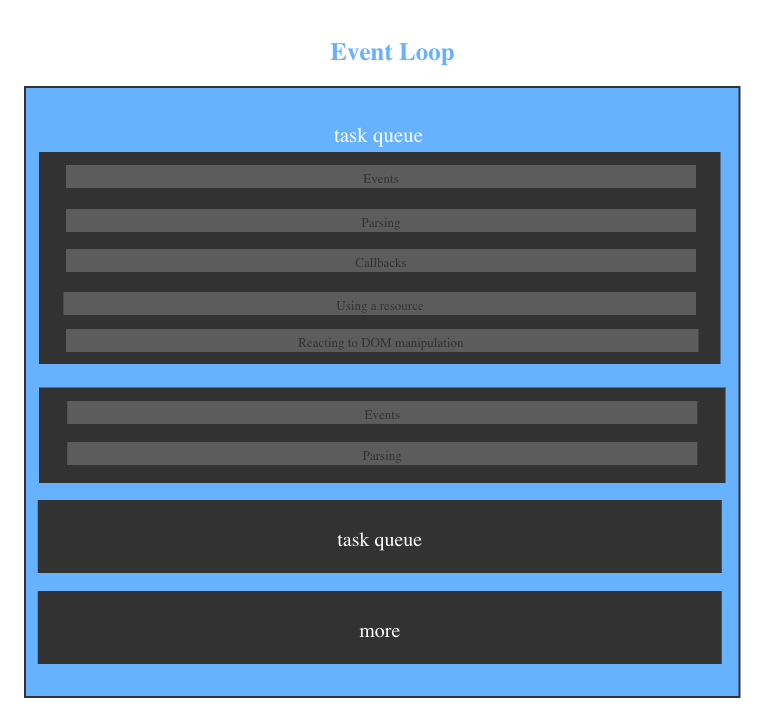 Event Loop
task queue
Events
Parsing
Callbacks
Using a resource
Reacting to DOM manipulation
Events
Parsing
task queue
more